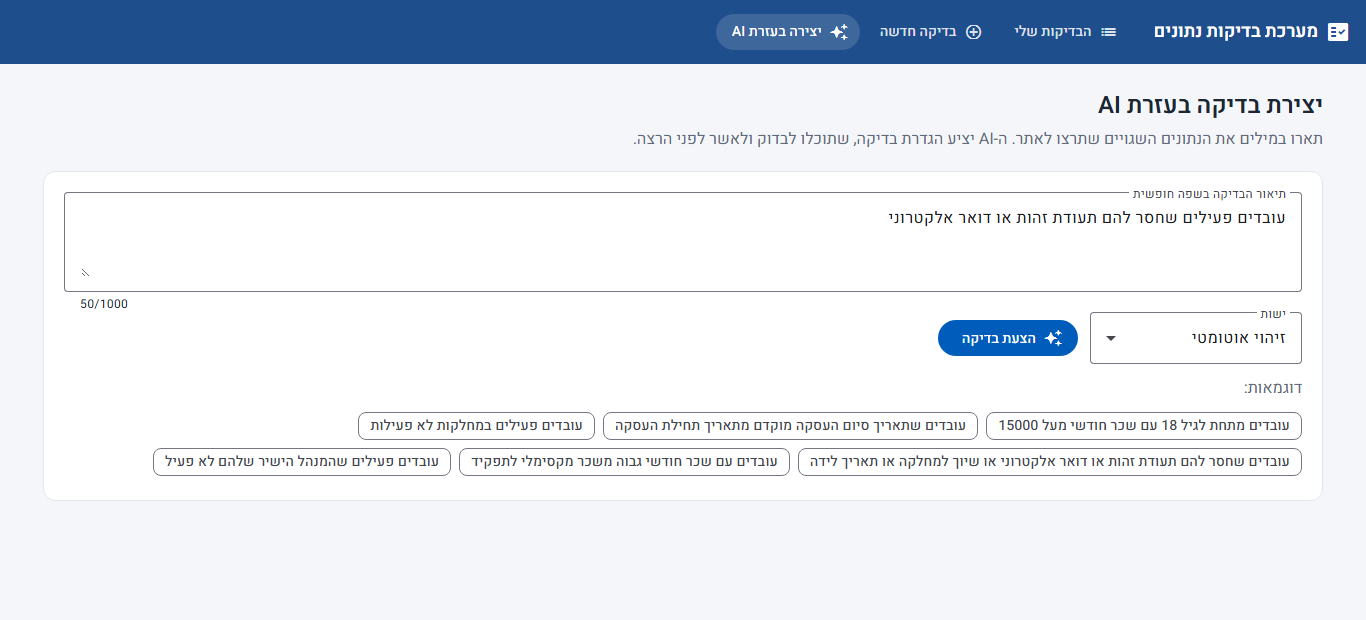 מערכת בדיקות נתונים
הבדיקות שלי
בדיקה חדשה
יצירה בעזרת AI
יצירת בדיקה בעזרת AI
תארו במילים את הנתונים השגויים שתרצו לאתר. ה-AI יציע הגדרת בדיקה, שתוכלו לבדוק ולאשר לפני הרצה.
תיאור הבדיקה בשפה חופשית
עובדים פעילים שחסר להם תעודת זהות או דואר אלקטרוני
50/1000
ישות
זיהוי אוטומטי
הצעת בדיקה
דוגמאות:
עובדים מתחת לגיל 18 עם שכר חודשי מעל 15000
עובדים שתאריך סיום העסקה מוקדם מתאריך תחילת העסקה
עובדים פעילים במחלקות לא פעילות
עובדים שחסר להם תעודת זהות או דואר אלקטרוני או שיוך למחלקה או תאריך לידה
עובדים עם שכר חודשי גבוה משכר מקסימלי לתפקיד
עובדים פעילים שהמנהל הישיר שלהם לא פעיל